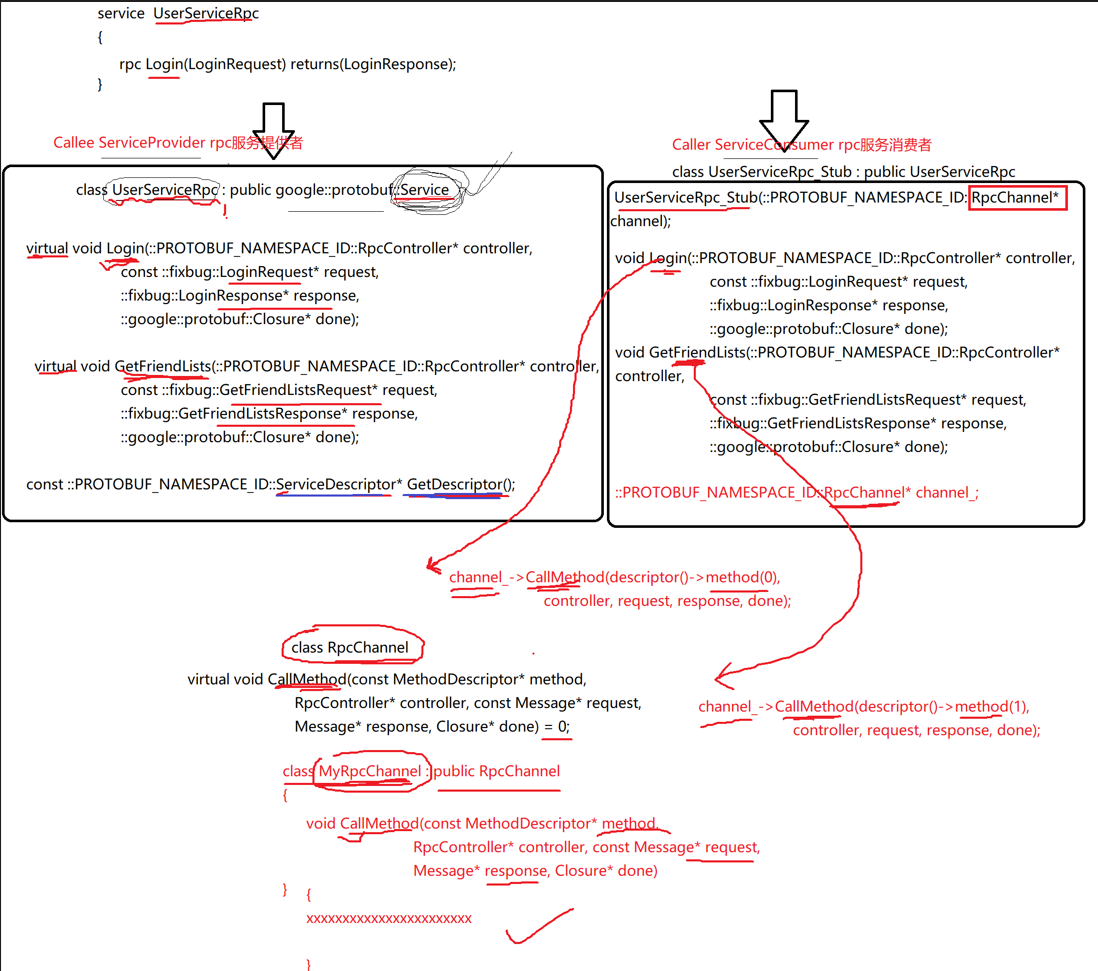 service UserServiceRpc
{
rpc Login(LoginRequest) returns(LoginResponse);
}
Callee ServiceProvider rpc服务提供者
class UserServiceRpc : public google::protobuf::Service
virtual void Login(::PROTOBUF_NAMESPACE_ID::RpcController* controller,
const ::fixbug::LoginRequest* request,
::fixbug::LoginResponse* response,
::google::protobuf::Closure* done);
virtual void GetFriendLists(::PROTOBUF_NAMESPACE_ID::RpcController* controller,
const ::fixbug::GetFriendListsRequest* request,
::fixbug::GetFriendListsResponse* response,
::google::protobuf::Closure* done);
const ::PROTOBUF_NAMESPACE_ID::ServiceDescriptor* GetDescriptor();
Caller ServiceConsumer rpc服务消费者
class UserServiceRpc_Stub : public UserServiceRpc
UserServiceRpc_Stub(::PROTOBUF_NAMESPACE_ID::RpcChannel*
channel);
void Login(::PROTOBUF_NAMESPACE_ID::RpcController* controller,
const ::fixbug::LoginRequest* request,
::fixbug::LoginResponse* response,
::google::protobuf::Closure* done);
void GetFriendLists(::PROTOBUF_NAMESPACE_ID::RpcController*
controller,
const ::fixbug::GetFriendListsRequest* request,
::fixbug::GetFriendListsResponse* response,
::google::protobuf::Closure* done);
::PROTOBUF_NAMESPACE_ID::RpcChannel* channel_;
channel_->CallMethod(descriptor()->method(0),
controller, request, response, done);
class RpcChannel
virtual void CallMethod(const MethodDescriptor* method,
RpcController* controller, const Message* request,
Message* response, Closure* done) = 0;
channel_->CallMethod(descriptor()->method(1),
controller, request, response, done);
class MyRpcChannel : public RpcChannel
{
void CallMethod(const MethodDescriptor* method,
RpcController* controller, const Message* request,
Message* response, Closure* done)
}
{
xxxxxxxxxxxxxxxxxxxxxxxx
}